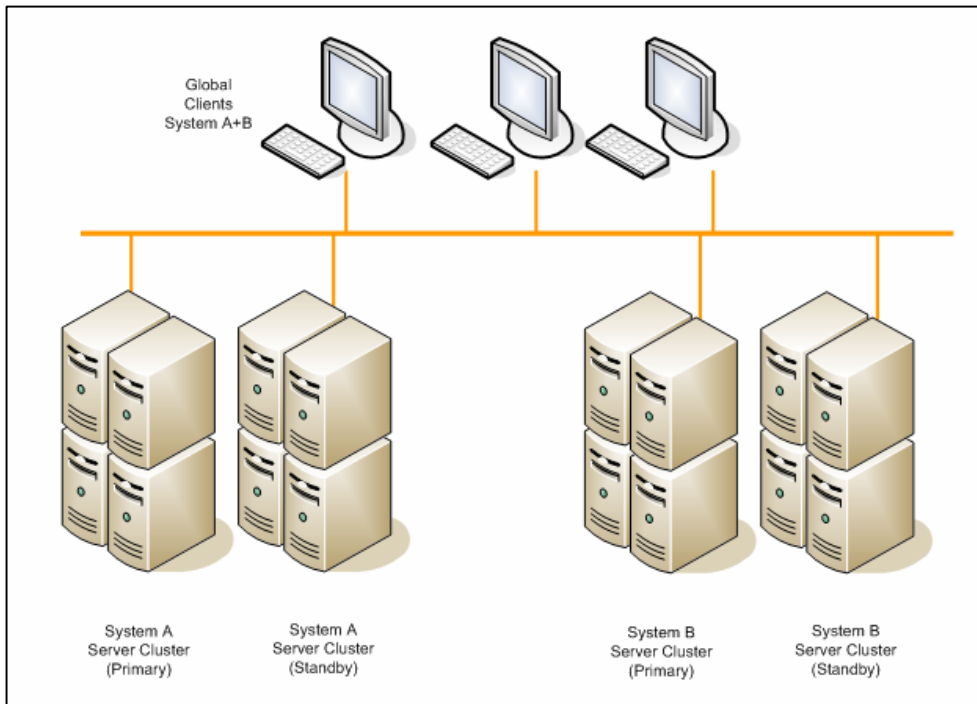 Global
Clients
System A+B
System A
Server Cluster
(Primary)
System A
Server Cluster
(Standby)
System B
Server Cluster
(Primary)
System B
Server Cluster
(Standby)